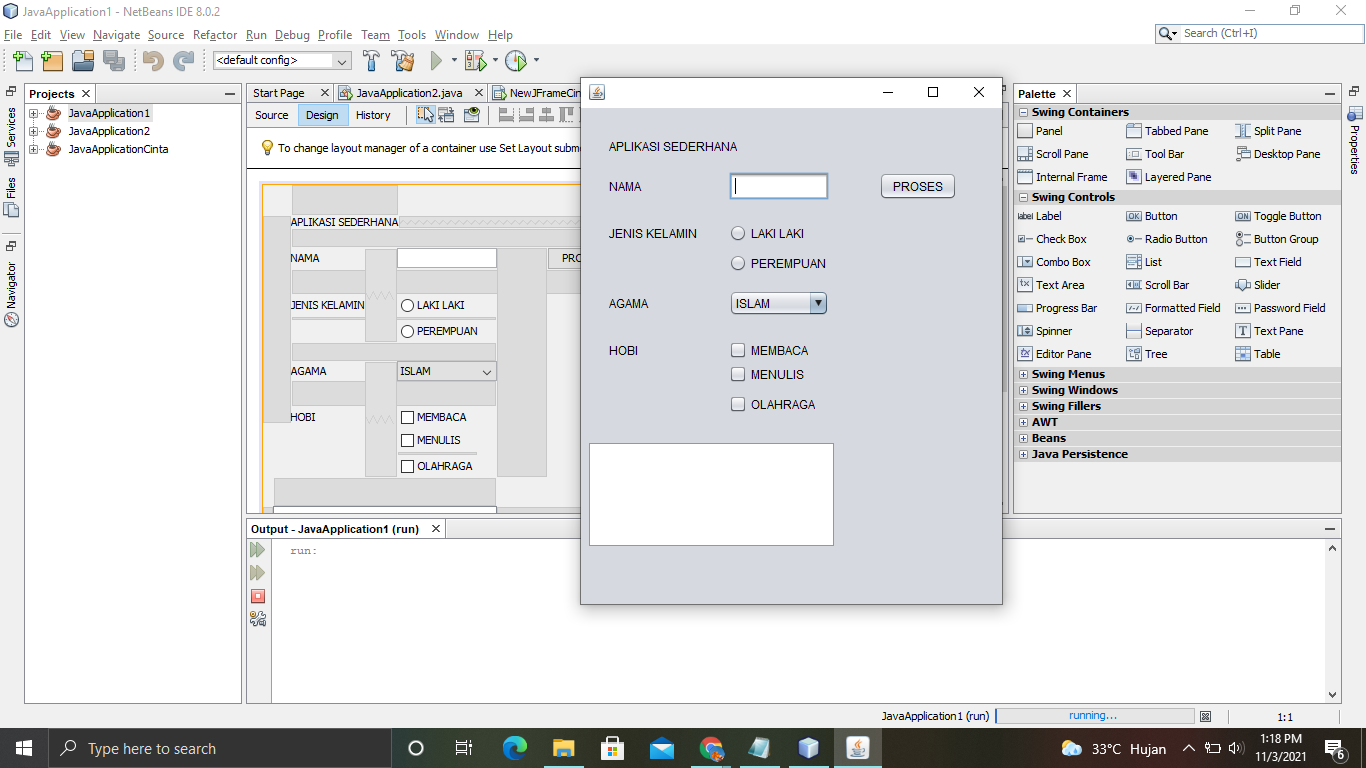 JavaApplication1 - NetBeans IDE 8.0.2
File Edit View Navigate Source Refactor Run Debug Profile Team Tools Window Help
Search (Ctrl+I)
<default config>
Projects
JavaApplication1
JavaApplication2
JavaApplicationCinta
Services
Files
Navigator
Start Page
JavaApplication2.java
NewJFrameCin
Source Design History
To change layout manager of a container use Set Layout subm
APLIKASI SEDERHANA
NAMA
PRO
JENIS KELAMIN
LAKI LAKI
PEREMPUAN
AGAMA
ISLAM
HOBI
MEMBACA
MENULIS
OLAHRAGA
APLIKASI SEDERHANA
NAMA
PROSES
JENIS KELAMIN
LAKI LAKI
PEREMPUAN
AGAMA
ISLAM
HOBI
MEMBACA
MENULIS
OLAHRAGA
Palette
Swing Containers
Panel Tabbed Pane Split Pane
Scroll Pane Tool Bar Desktop Pane
Internal Frame Layered Pane
Swing Controls
label Label OK Button ON Toggle Button
Check Box Radio Button Button Group
Combo Box List Text Field
Text Area Scroll Bar Slider
Progress Bar Formatted Field Password Field
Spinner Separator Text Pane
Editor Pane Tree Table
Swing Menus
Swing Windows
Swing Fillers
AWT
Beans
Java Persistence
Properties
Output - JavaApplication1 (run)
run:
JavaApplication1 (run)
running...
1:1
Type here to search
33°C Hujan
1:18 PM
11/3/2021
6